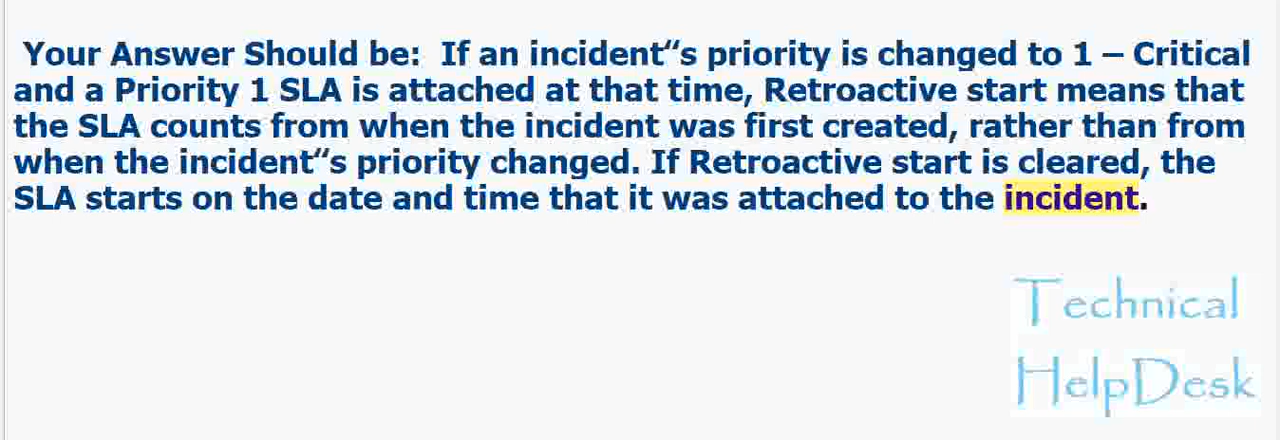 Your Answer Should be:  If an incident“s priority is changed to 1 – Critical
and a Priority 1 SLA is attached at that time, Retroactive start means that
the SLA counts from when the incident was first created, rather than from
when the incident“s priority changed. If Retroactive start is cleared, the
SLA starts on the date and time that it was attached to the incident.
Technical
HelpDesk